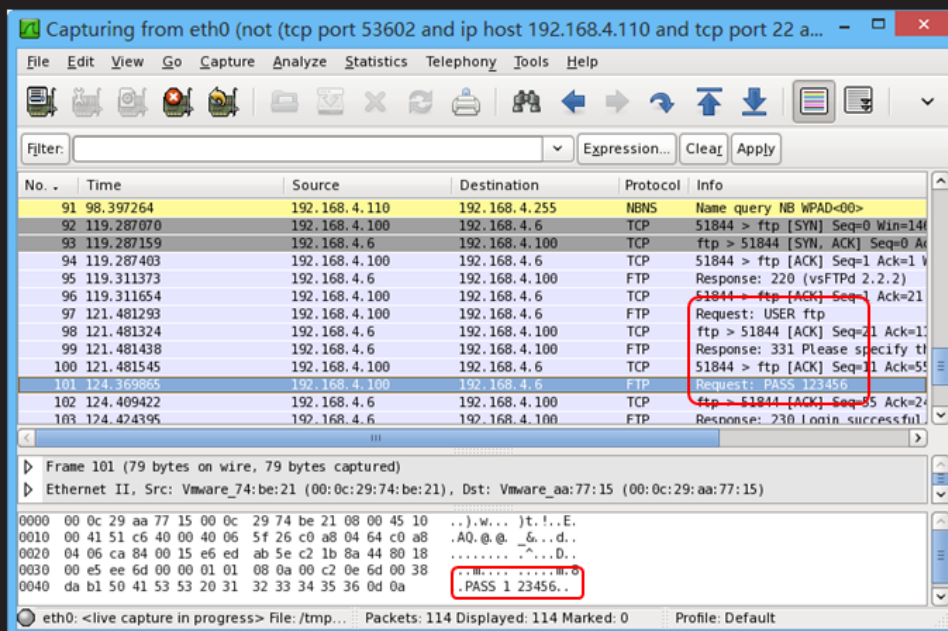 Capturing from eth0 (not (tcp port 53602 and ip host 192.168.4.110 and tcp port 22 a...
File Edit View Go Capture Analyze Statistics Telephony Tools Help
Filter: Expression... Clear Apply
No. . Time Source Destination Protocol Info
91 98.397264 192.168.4.110 192.168.4.255 NBNS Name query NB WPAD<00>
92 119.287070 192.168.4.100 192.168.4.6 TCP 51844 > ftp [SYN] Seq=0 Win=146
93 119.287159 192.168.4.6 192.168.4.100 TCP ftp > 51844 [SYN, ACK] Seq=0 Ac
94 119.287403 192.168.4.100 192.168.4.6 TCP 51844 > ftp [ACK] Seq=1 Ack=1 W
95 119.311373 192.168.4.6 192.168.4.100 FTP Response: 220 (vsFTPd 2.2.2)
96 119.311654 192.168.4.100 192.168.4.6 TCP 51844 > ftp [ACK] Seq=1 Ack=21
97 121.481293 192.168.4.100 192.168.4.6 FTP Request: USER ftp
98 121.481324 192.168.4.6 192.168.4.100 TCP ftp > 51844 [ACK] Seq=21 Ack=11
99 121.481438 192.168.4.6 192.168.4.100 FTP Response: 331 Please specify th
100 121.481545 192.168.4.100 192.168.4.6 TCP 51844 > ftp [ACK] Seq=11 Ack=55
101 124.369865 192.168.4.100 192.168.4.6 FTP Request: PASS 123456
102 124.409422 192.168.4.6 192.168.4.100 TCP ftp > 51844 [ACK] Seq=55 Ack=24
103 124.424395 192.168.4.6 192.168.4.100 FTP Response: 230 Login successful.
Frame 101 (79 bytes on wire, 79 bytes captured)
Ethernet II, Src: Vmware_74:be:21 (00:0c:29:74:be:21), Dst: Vmware_aa:77:15 (00:0c:29:aa:77:15)
0000 00 0c 29 aa 77 15 00 0c 29 74 be 21 08 00 45 10 ..).w... )t.!..E.
0010 00 41 51 c6 40 00 40 06 5f 26 c0 a8 04 64 c0 a8 .AQ.@.@. _&...d..
0020 04 06 ca 84 00 15 e6 ed ab 5e c2 1b 8a 44 80 18 ........ .^...D..
0030 00 e5 ee 6d 00 00 01 01 08 0a 00 c2 0e 6d 00 38 ...m.... .....m.8
0040 da b1 50 41 53 53 20 31 32 33 34 35 36 0d 0a ..PASS 1 23456..
eth0: <live capture in progress> File: /tmp... Packets: 114 Displayed: 114 Marked: 0 Profile: Default